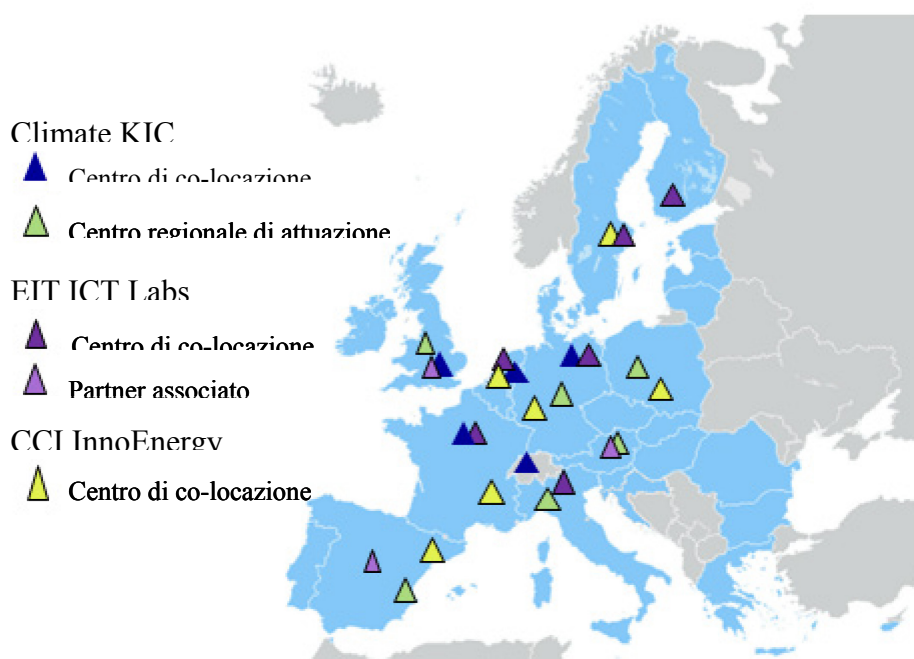 Climate KIC
Centro di co-locazione
Centro regionale di attuazione
EIT ICT Labs
Centro di co-locazione
Partner associato
CCI InnoEnergy
Centro di co-locazione